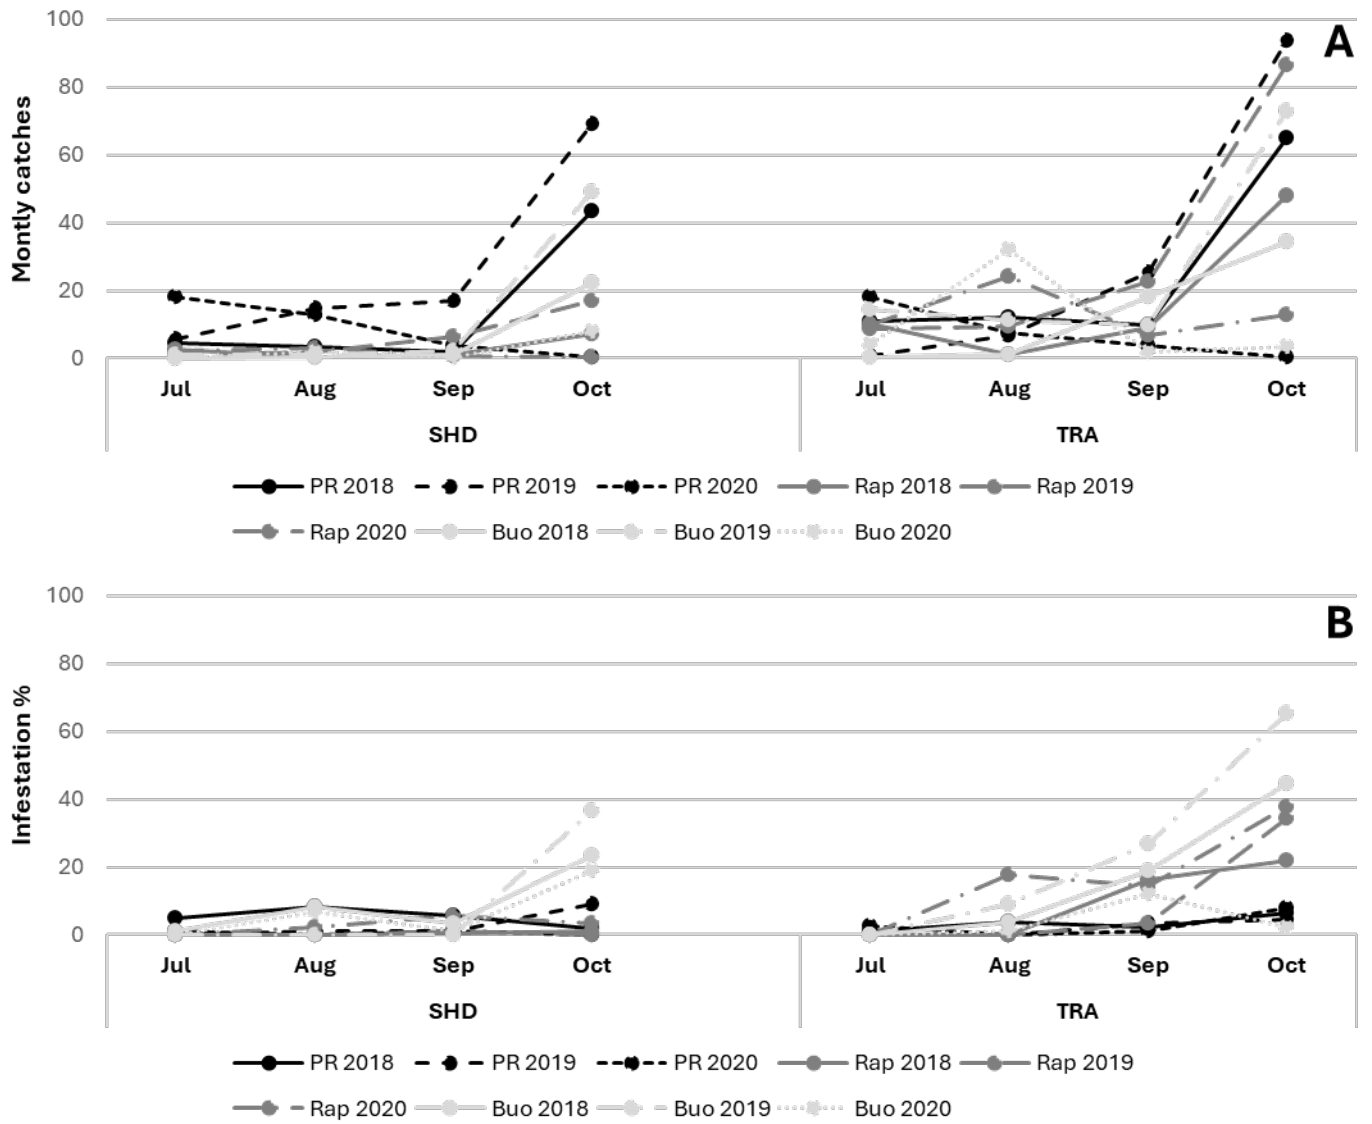 100
A
80
60
40
20
0
Montly catches
Jul Aug Sep Oct Jul Aug Sep Oct
SHD TRA
PR 2018 PR 2019 PR 2020 Rap 2018 Rap 2019
Rap 2020 Buo 2018 Buo 2019 Buo 2020
100
B
80
60
40
20
0
Infestation %
Jul Aug Sep Oct Jul Aug Sep Oct
SHD TRA
PR 2018 PR 2019 PR 2020 Rap 2018 Rap 2019
Rap 2020 Buo 2018 Buo 2019 Buo 2020